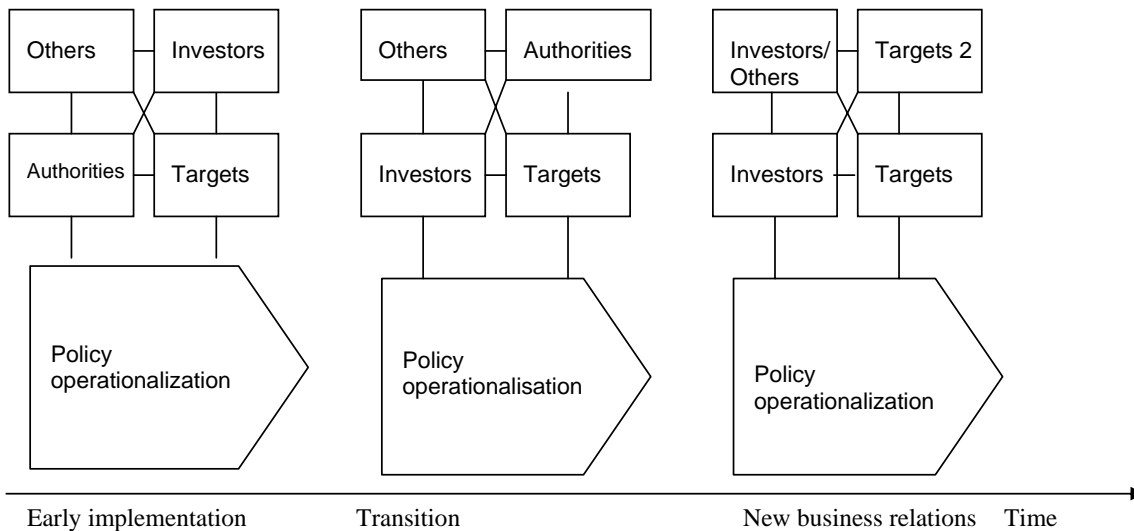 Others
Investors
Authorities
Targets
Policy
operationalization
Others
Authorities
Investors
Targets
Policy
operationalisation
Investors/
Others
Targets 2
Investors
Targets
Policy
operationalization
Early implementation
Transition
New business relations
Time